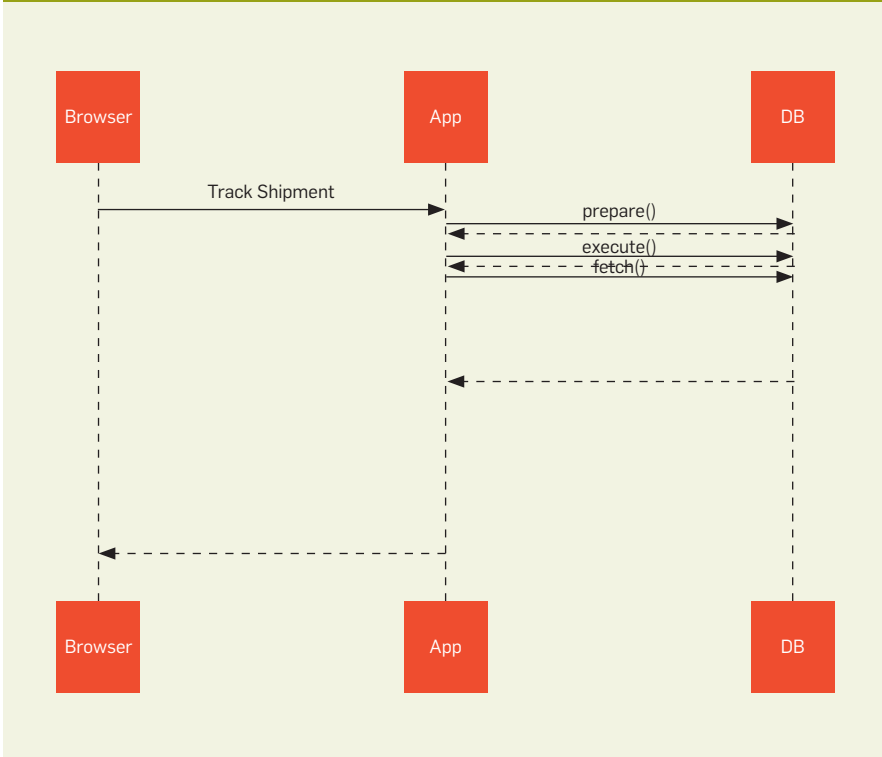 Browser
App
DB
Track Shipment
prepare()
execute()
fetch()
Browser
App
DB